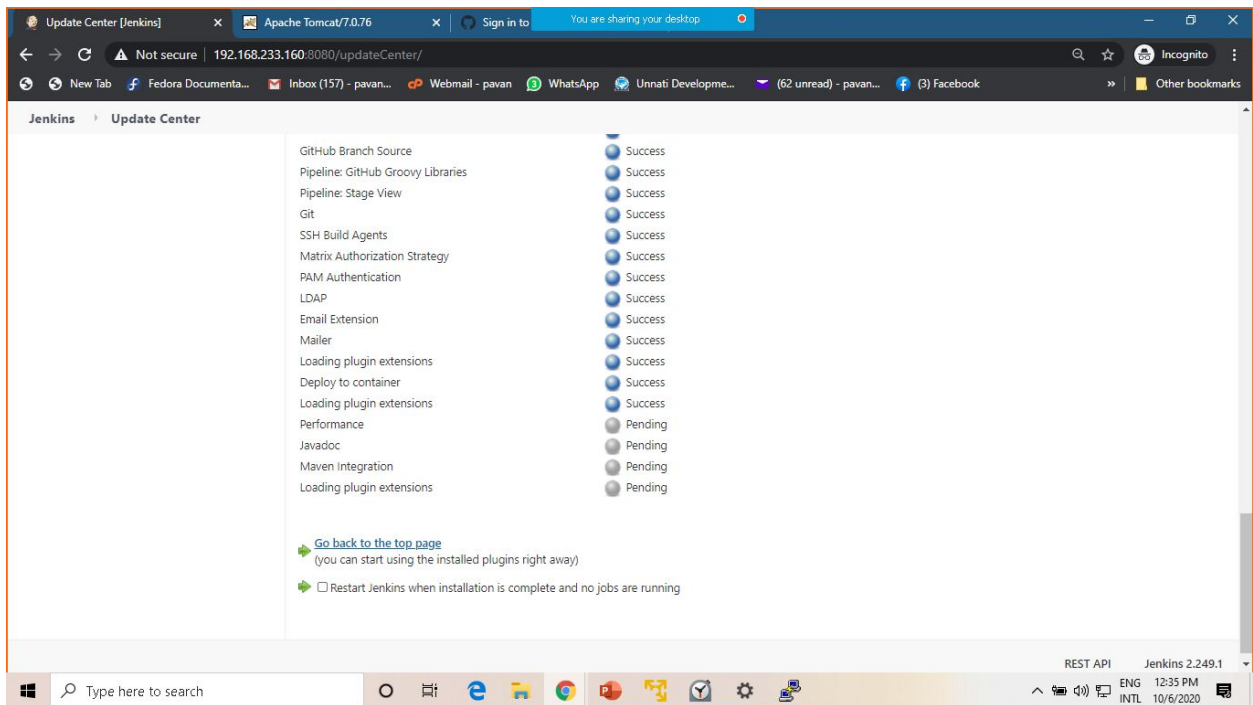 Update Center [Jenkins]
Apache Tomcat/7.0.76
Sign in to
You are sharing your desktop
Not secure 192.168.233.160:8080/updateCenter/
Incognito
New Tab
Fedora Documenta...
Inbox (157) - pavan...
Webmail - pavan
WhatsApp
Unnati Developme...
(62 unread) - pavan...
(3) Facebook
»
Other bookmarks
Jenkins Update Center
GitHub Branch Source Success
Pipeline: GitHub Groovy Libraries Success
Pipeline: Stage View Success
Git Success
SSH Build Agents Success
Matrix Authorization Strategy Success
PAM Authentication Success
LDAP Success
Email Extension Success
Mailer Success
Loading plugin extensions Success
Deploy to container Success
Loading plugin extensions Success
Performance Pending
Javadoc Pending
Maven Integration Pending
Loading plugin extensions Pending
Go back to the top page
(you can start using the installed plugins right away)
Restart Jenkins when installation is complete and no jobs are running
REST API Jenkins 2.249.1
Type here to search
ENG 12:35 PM
INTL 10/6/2020